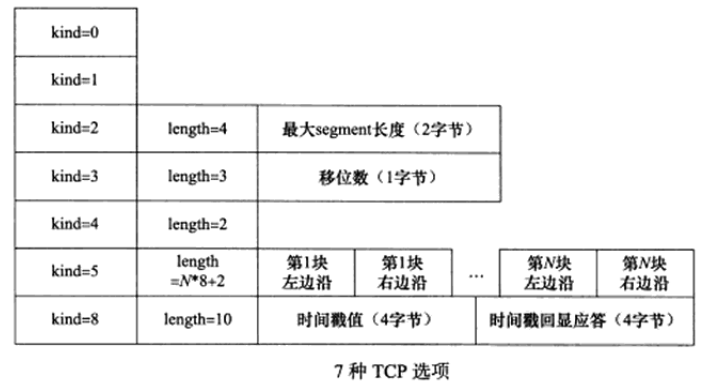 kind=0
kind=1
kind=2 length=4 最大segment长度（2字节）
kind=3 length=3 移位数（1字节）
kind=4 length=2
kind=5 length =N*8+2 第1块左边沿 第1块右边沿 … 第N块左边沿 第N块右边沿
kind=8 length=10 时间戳值（4字节） 时间戳回显应答（4字节）
7 种 TCP 选项